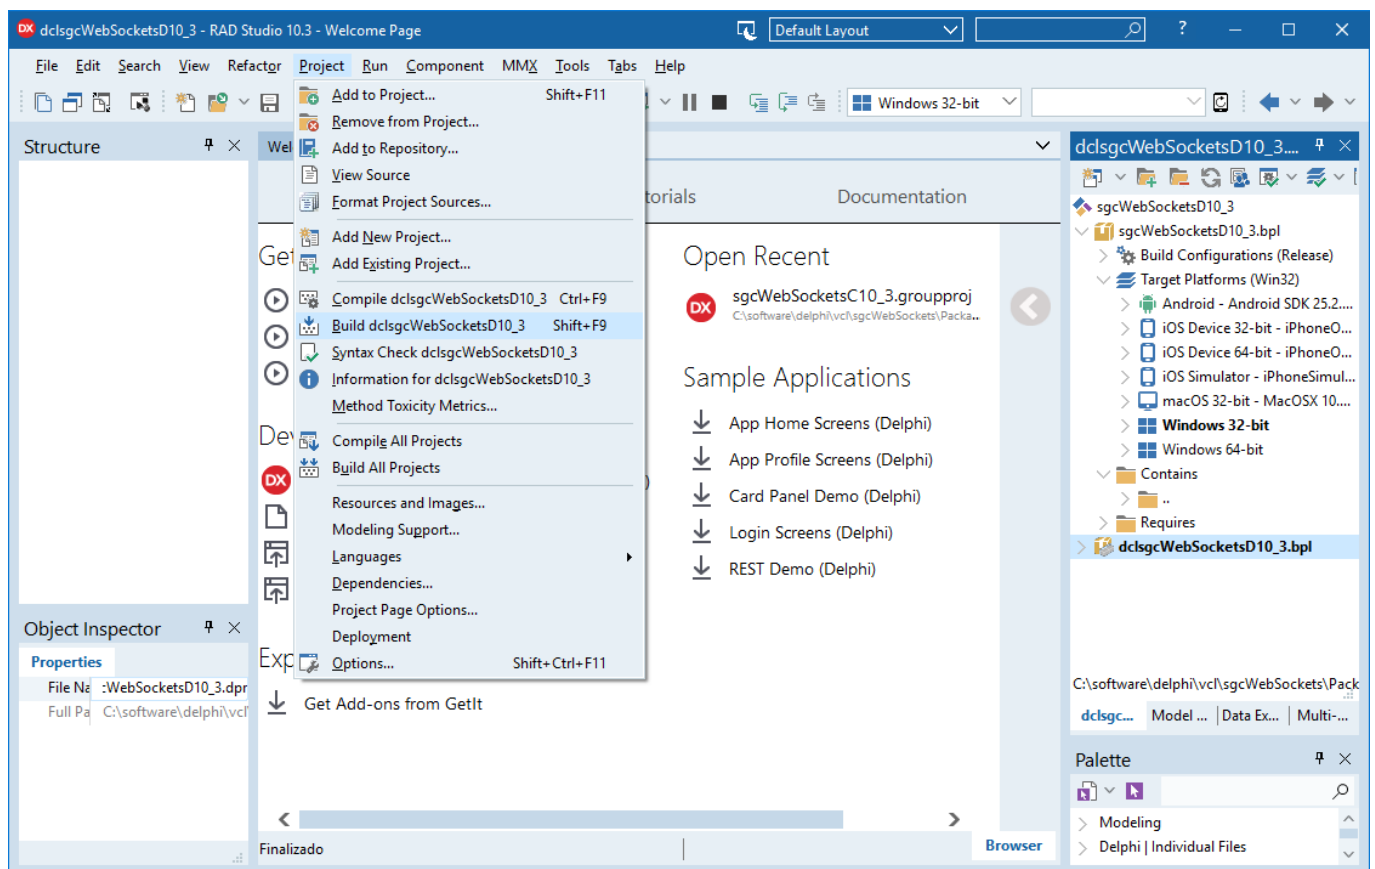 DX dclsgcWebSocketsD10_3 - RAD Studio 10.3 - Welcome Page
Default Layout
?
File Edit Search View Refactor Project Run Component MMX Tools Tabs Help
Windows 32-bit
Structure
Wel
Add to Project... Shift+F11
Remove from Project...
Add to Repository...
View Source
Format Project Sources...
Add New Project...
Add Existing Project...
Compile dclsgcWebSocketsD10_3 Ctrl+F9
Build dclsgcWebSocketsD10_3 Shift+F9
Syntax Check dclsgcWebSocketsD10_3
Information for dclsgcWebSocketsD10_3
Method Toxicity Metrics...
Compile All Projects
Build All Projects
Resources and Images...
Modeling Support...
Languages
Dependencies...
Project Page Options...
Deployment
Options... Shift+Ctrl+F11
torials
Documentation
Get
Dev
DX
)
Exp
Get Add-ons from GetIt
Open Recent
DX
sgcWebSocketsC10_3.groupproj
C:\software\delphi\vcl\sgcWebSockets\Packa...
Sample Applications
App Home Screens (Delphi)
App Profile Screens (Delphi)
Card Panel Demo (Delphi)
Login Screens (Delphi)
REST Demo (Delphi)
Finalizado
Browser
Object Inspector
Properties
File Na :WebSocketsD10_3.dpr
Full Pa C:\software\delphi\vcl
dclsgcWebSocketsD10_3....
sgcWebSocketsD10_3
sgcWebSocketsD10_3.bpl
Build Configurations (Release)
Target Platforms (Win32)
Android - Android SDK 25.2....
iOS Device 32-bit - iPhoneO...
iOS Device 64-bit - iPhoneO...
iOS Simulator - iPhoneSimul...
macOS 32-bit - MacOSX 10....
Windows 32-bit
Windows 64-bit
Contains
..
Requires
dclsgcWebSocketsD10_3.bpl
C:\software\delphi\vcl\sgcWebSockets\Pack
dclsgc... Model ... Data Ex... Multi-...
Palette
Modeling
Delphi | Individual Files